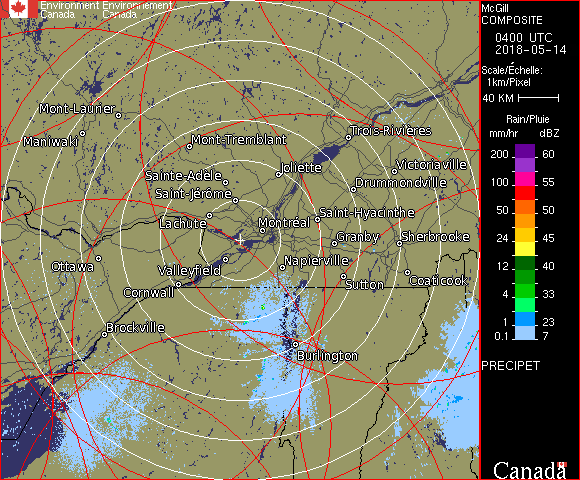 Environment Environnement
Canada Canada
McGill
COMPOSITE
0400 UTC
2018-05-14
Scale/Échelle:
1km/Pixel
40 KM
Rain/Pluie
mm/hr dBZ
200 60
100 55
50 50
24 45
12 40
4 33
1 23
0.1 7
PRECIPET
Canada
Mont-Laurier
Maniwaki
Mont-Tremblant
Trois-Rivières
Sainte-Adèle
Joliette
Victoriaville
Saint-Jérôme
Drummondville
Lachute
Montréal
Saint-Hyacinthe
Granby
Sherbrooke
Ottawa
Valleyfield
Napierville
Cornwall
Sutton
Coaticook
Brockville
Burlington